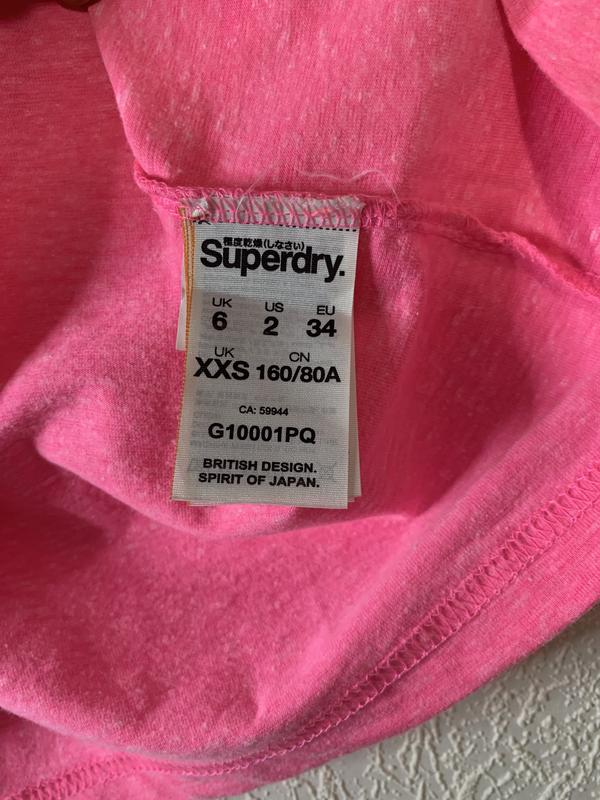 極度乾燥(しなさい)
Superdry.
UK US EU
6 2 34
UK CN
XXS 160/80A
CA: 59944
G10001PQ
BRITISH DESIGN.
SPIRIT OF JAPAN.